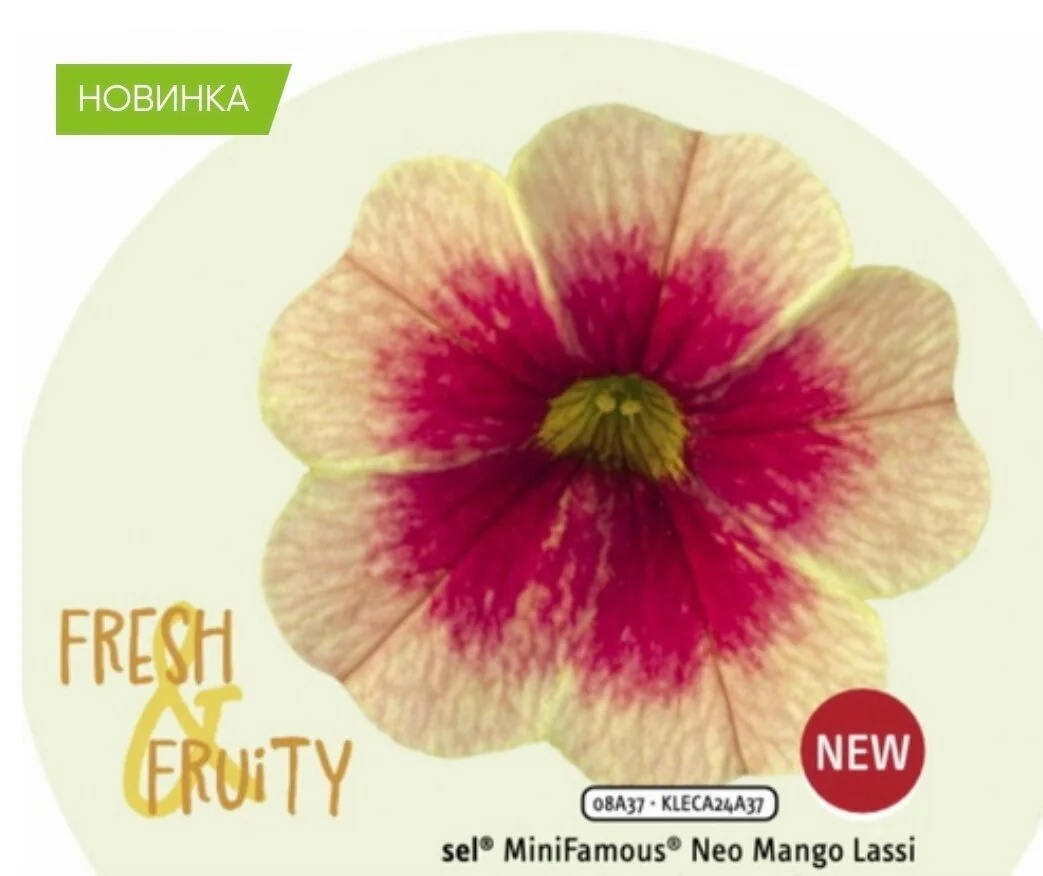 НОВИНКА
FRESH
&
FRUiTY
NEW
08A37 · KLECA24A37
sel® MiniFamous® Neo Mango Lassi